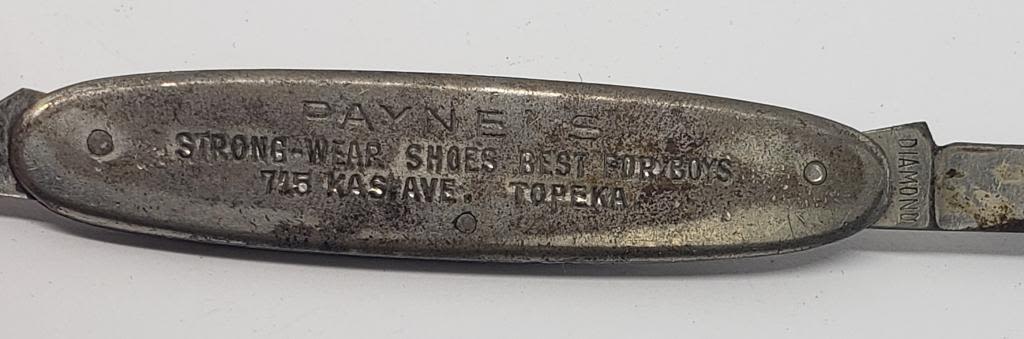 PAYNE'S
STRONG-WEAR SHOES BEST FOR BOYS
715 KAS. AVE. TOPEKA.
DIAMOND